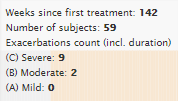 Weeks since first treatment: 142
Number of subjects: 59
Exacerbations count (incl. duration)
(C) Severe: 9
(B) Moderate: 2
(A) Mild: 0